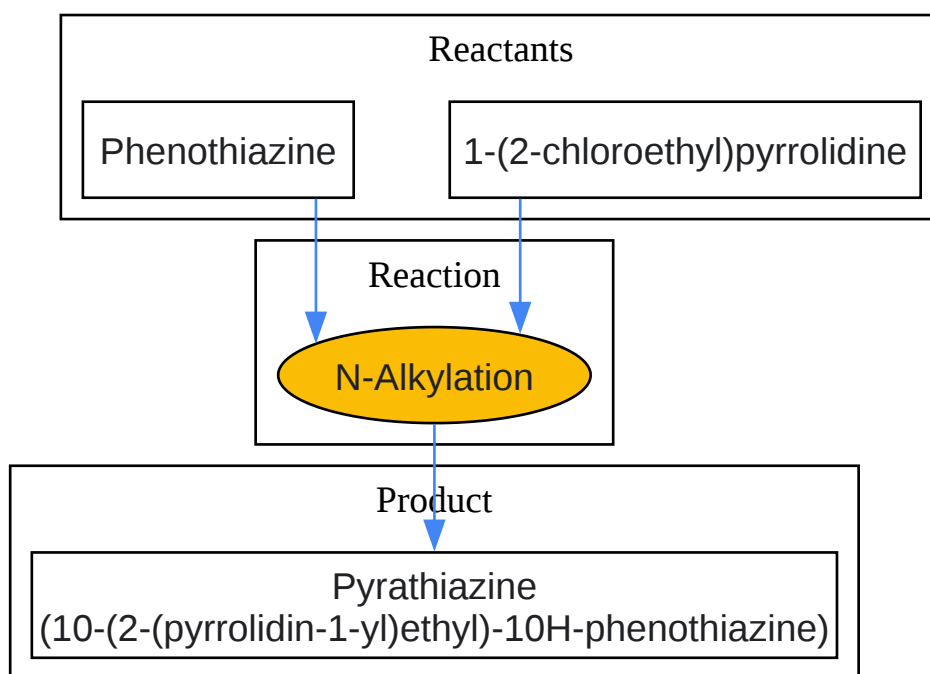 Reactants
Phenothiazine
1-(2-chloroethyl)pyrrolidine
Reaction
N-Alkylation
Product
Pyrathiazine
(10-(2-(pyrrolidin-1-yl)ethyl)-10H-phenothiazine)